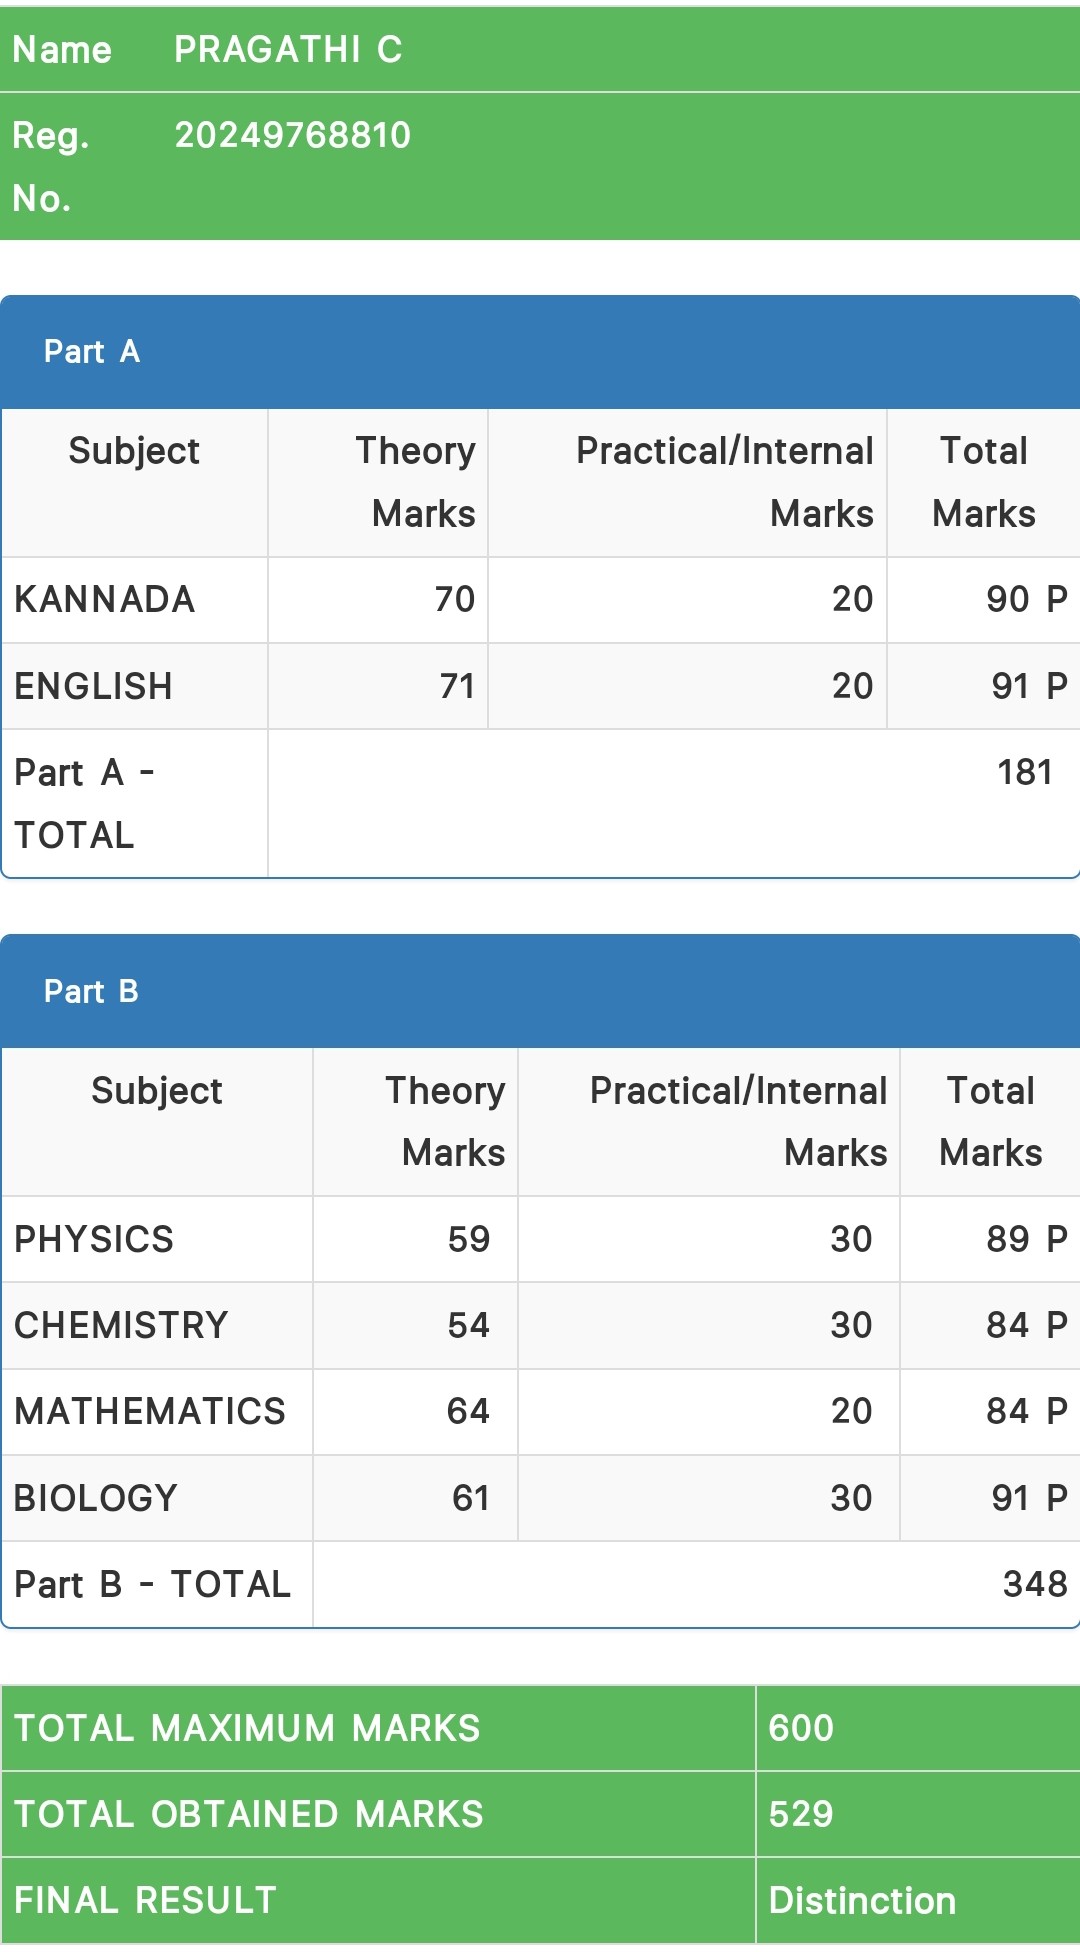 Name PRAGATHI C
Reg. 20249768810
No.
Part A
Subject Theory Practical/Internal Total
Marks Marks Marks
KANNADA 70 20 90 P
ENGLISH 71 20 91 P
Part A - 181
TOTAL
Part B
Subject Theory Practical/Internal Total
Marks Marks Marks
PHYSICS 59 30 89 P
CHEMISTRY 54 30 84 P
MATHEMATICS 64 20 84 P
BIOLOGY 61 30 91 P
Part B - TOTAL 348
TOTAL MAXIMUM MARKS 600
TOTAL OBTAINED MARKS 529
FINAL RESULT Distinction